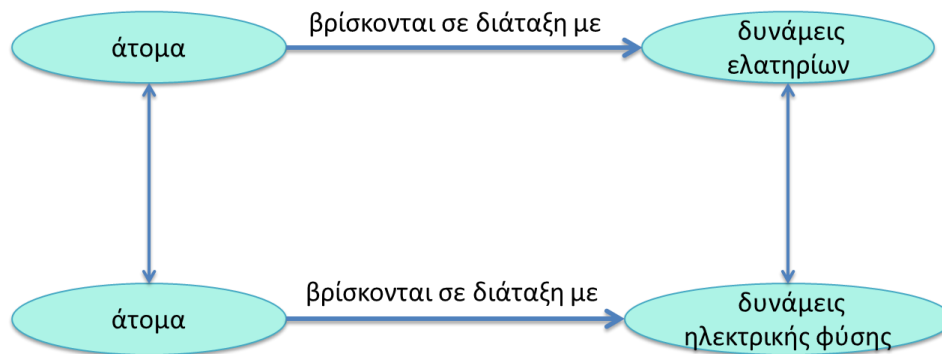 βρίσκονται σε διάταξη με
άτομα
δυνάμεις
ελατηρίων
βρίσκονται σε διάταξη με
άτομα
δυνάμεις
ηλεκτρικής φύσης